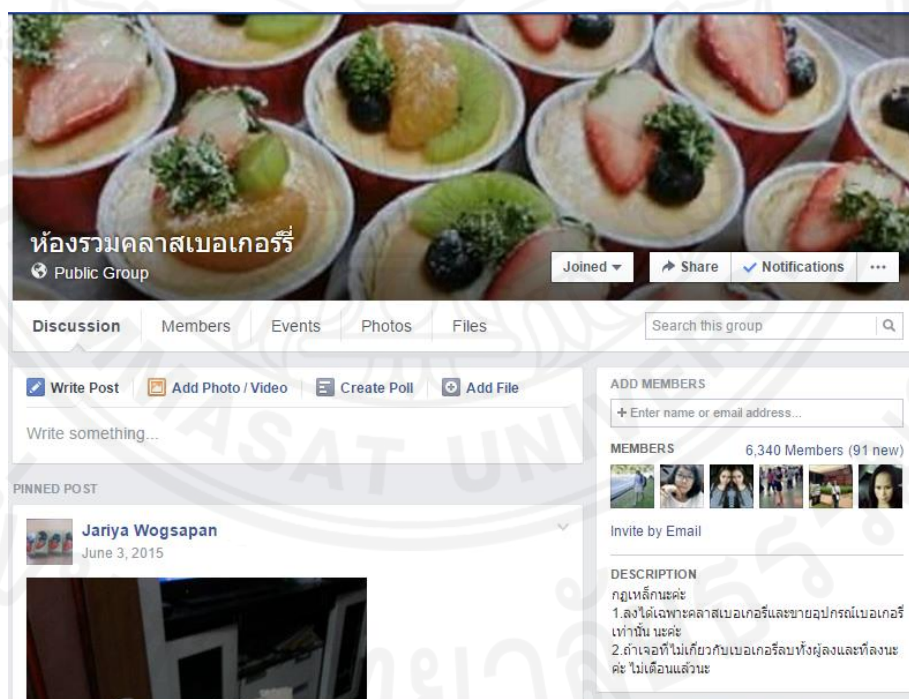 ห้องรวมคลาสเบอเกอร์รี่
Public Group
Joined
Share
Notifications
Discussion
Members
Events
Photos
Files
Search this group
Write Post
Add Photo / Video
Create Poll
Add File
Write something...
PINNED POST
Jariya Wogsapan
June 3, 2015
ADD MEMBERS
+ Enter name or email address...
MEMBERS
6,340 Members (91 new)
Invite by Email
DESCRIPTION
กฏเหล็กนะค่ะ
1.ลงได้เฉพาะคลาสเบอเกอรี่และขายอุปกรณ์เบอเกอรี่
เท่านั้น นะค่ะ
2.ถ้าเจอที่ไม่เกี่ยวกับเบอเกอรี่ลบทั้งผู้ลงและที่ลงนะ
ค่ะ ไม่เตือนแล้วนะ